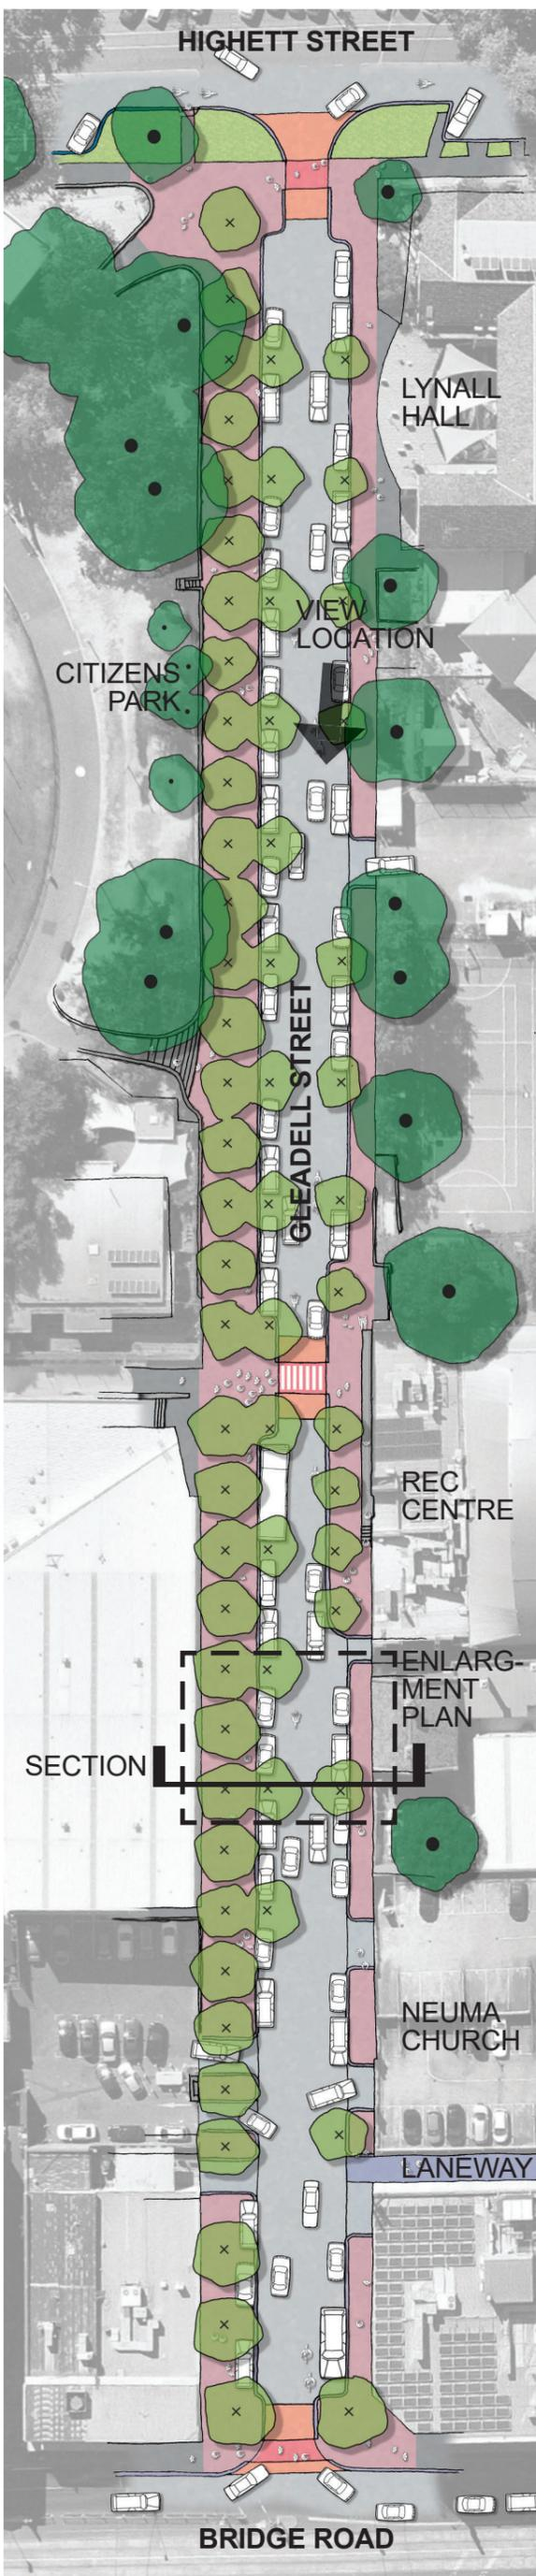 HIGHETT STREET
LYNALL
HALL
VIEW
LOCATION
CITIZENS
PARK
GLEADELL STREET
REC
CENTRE
ENLARG-
MENT
PLAN
SECTION
NEUMA
CHURCH
LANEWAY
BRIDGE ROAD